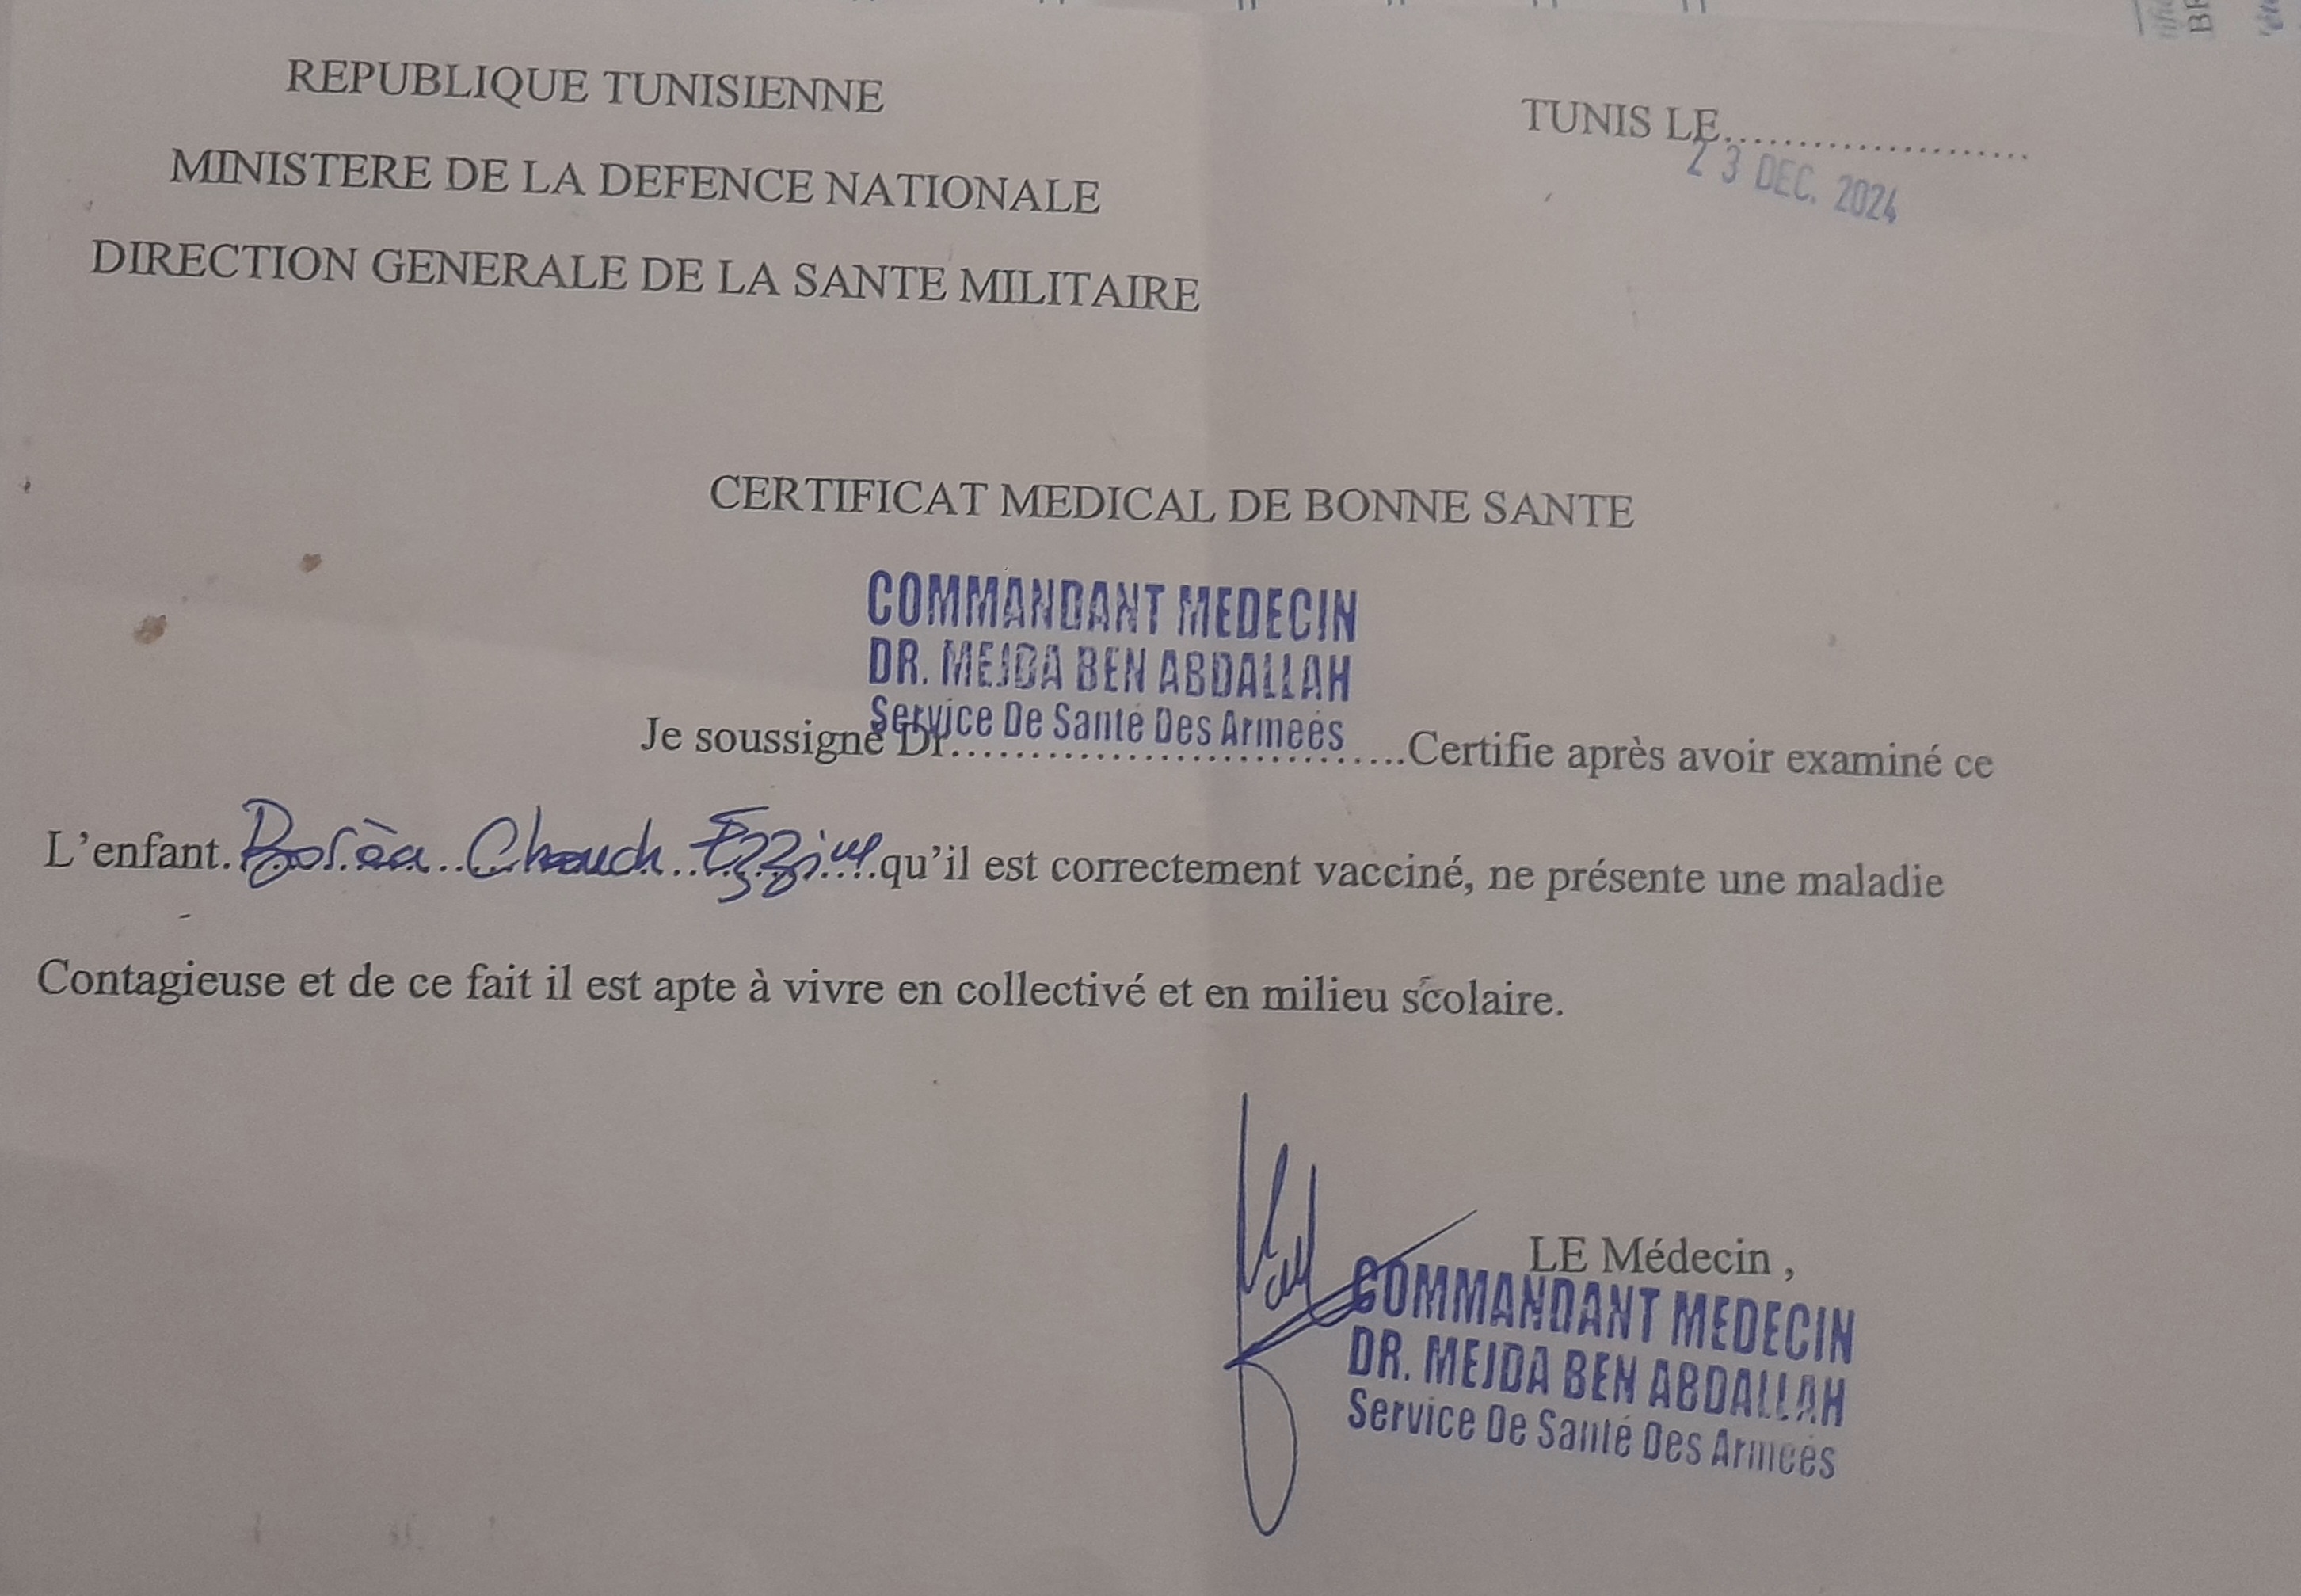 REPUBLIQUE TUNISIENNE
MINISTERE DE LA DEFENCE NATIONALE
DIRECTION GENERALE DE LA SANTE MILITAIRE
TUNIS LE......................
23 DEC. 2024
CERTIFICAT MEDICAL DE BONNE SANTE
COMMANDANT MEDECIN
DR. MEJDA BEN ABDALLAH
Service De Santé Des Armeés
Je soussigné Dr..................................Certifie après avoir examiné ce
L'enfant. Chouch qu'il est correctement vacciné, ne présente une maladie
Contagieuse et de ce fait il est apte à vivre en collectivé et en milieu scolaire.
LE Médecin ,
COMMANDANT MEDECIN
DR. MEJDA BEN ABDALLAH
Service De Santé Des Armeés